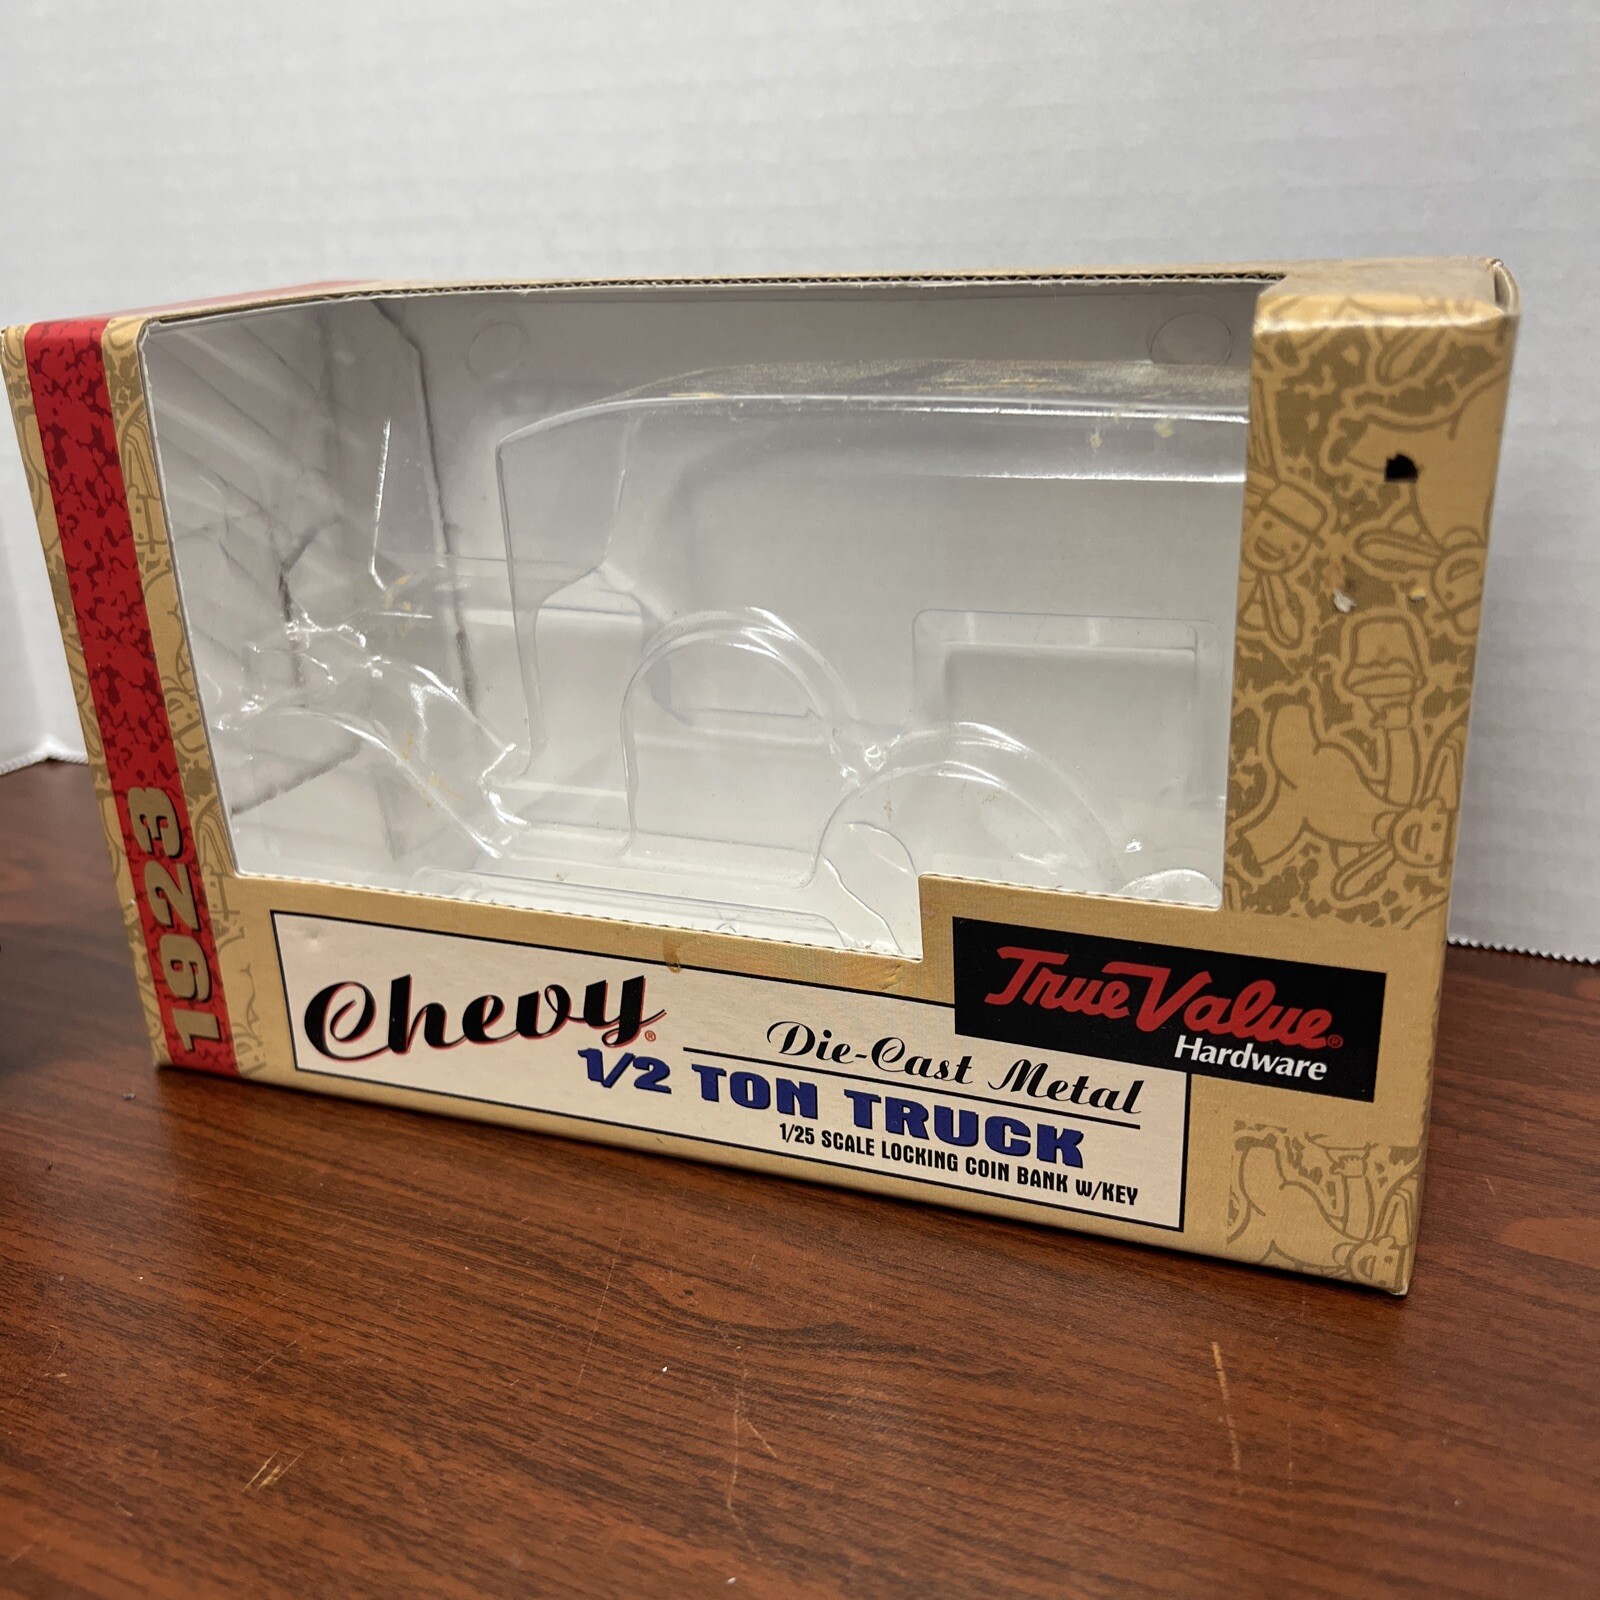 1923
Chevy®
Die-Cast Metal
1/2 TON TRUCK
1/25 SCALE LOCKING COIN BANK W/KEY
True Value®
Hardware